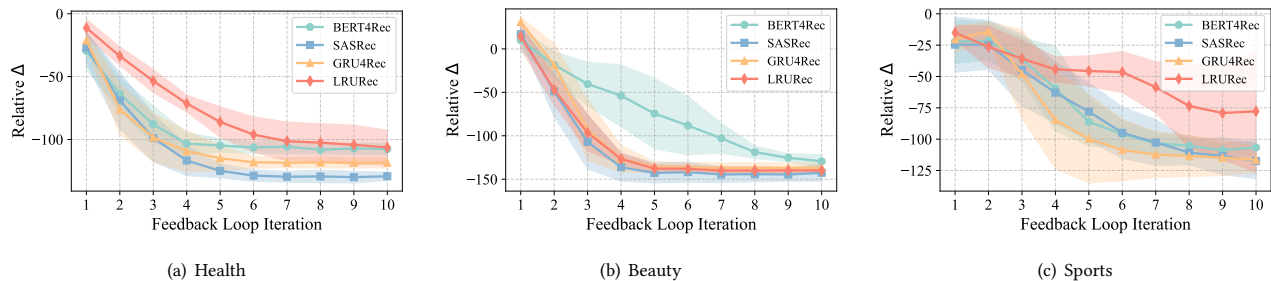 0
−50
−100
Relative Δ
1 2 3 4 5 6 7 8 9 10
Feedback Loop Iteration
BERT4Rec
SASRec
GRU4Rec
LRURec
(a) Health
0
−50
−100
−150
Relative Δ
1 2 3 4 5 6 7 8 9 10
Feedback Loop Iteration
BERT4Rec
SASRec
GRU4Rec
LRURec
(b) Beauty
0
−25
−50
−75
−100
−125
Relative Δ
1 2 3 4 5 6 7 8 9 10
Feedback Loop Iteration
BERT4Rec
SASRec
GRU4Rec
LRURec
(c) Sports